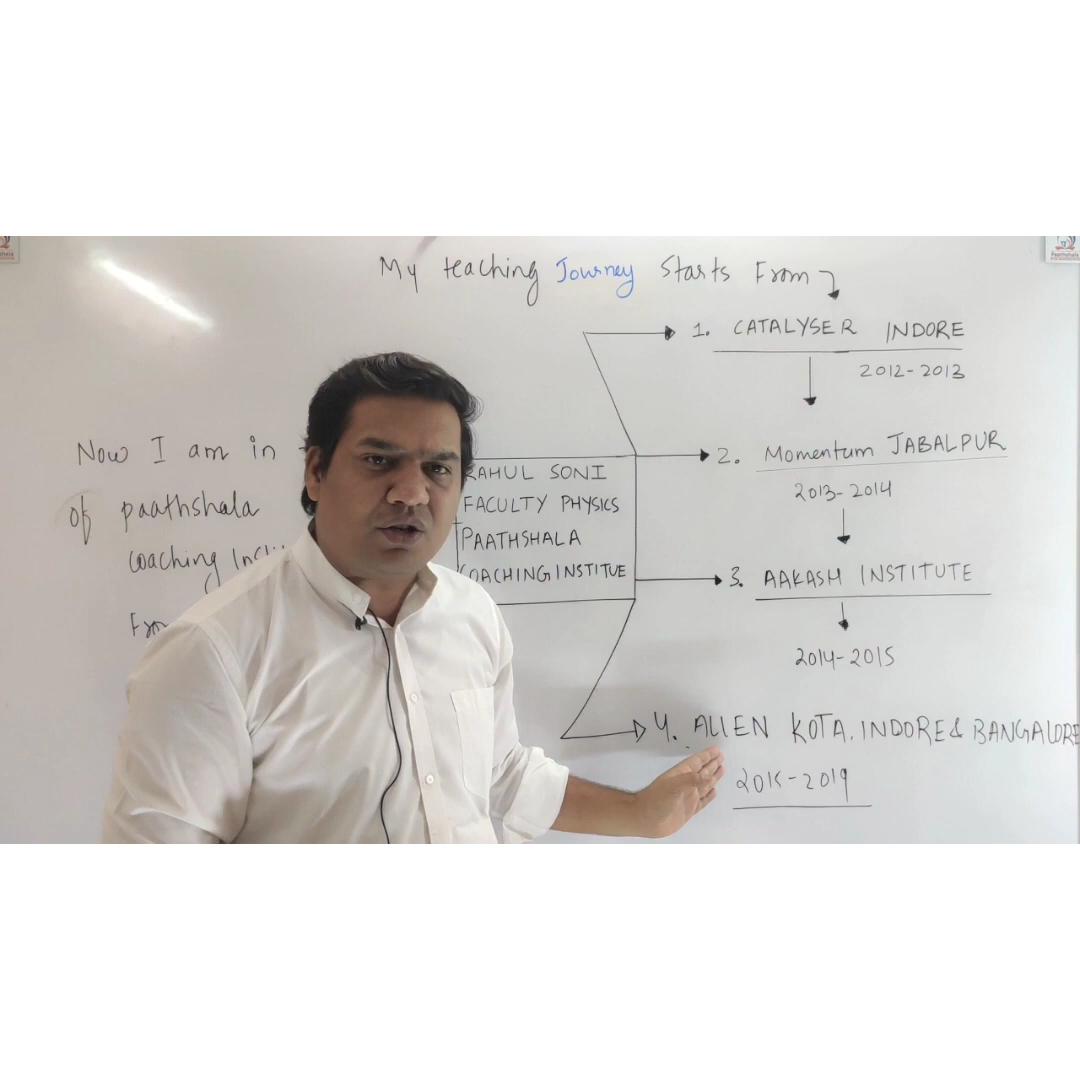 My teaching Journey Starts From
1. CATALYSER INDORE
2012-2013
2. Momentum JABALPUR
2013-2014
3. AAKASH INSTITUTE
2014-2015
4. ALLEN KOTA, INDORE & BANGALORE
2015-2019
RAHUL SONI
FACULTY PHYSICS
PAATHSHALA
COACHING INSTITUE
Now I am in
of paathshala
Coaching
Paathshala